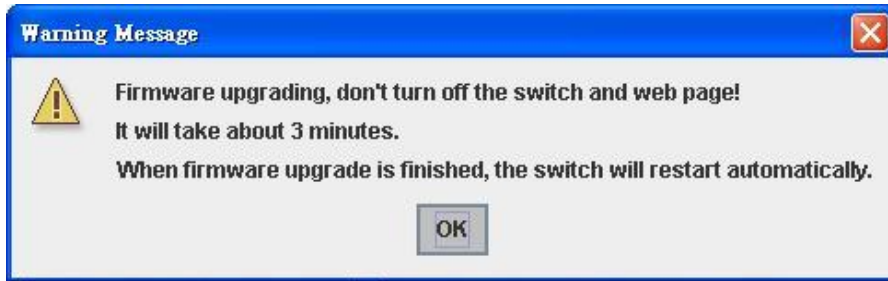 Warning Message
Firmware upgrading, don't turn off the switch and web page!
It will take about 3 minutes.
When firmware upgrade is finished, the switch will restart automatically.
OK